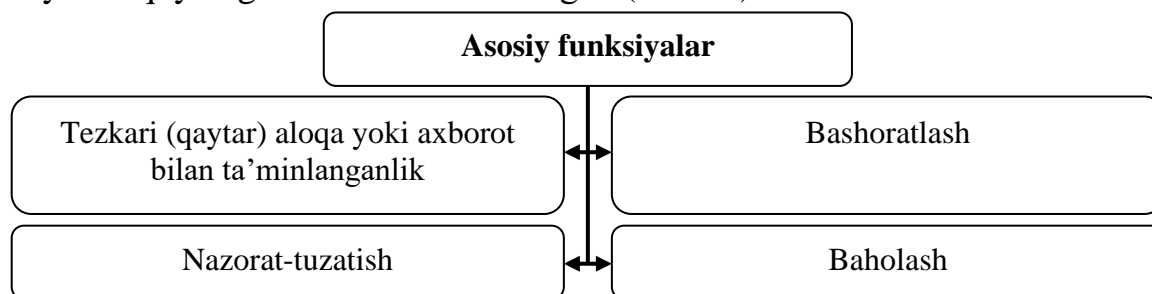 Asosiy funksiyalar
Tezkari (qaytar) aloqa yoki axborot
bilan ta’minlanganlik
Bashoratlash
Nazorat-tuzatish
Baholash